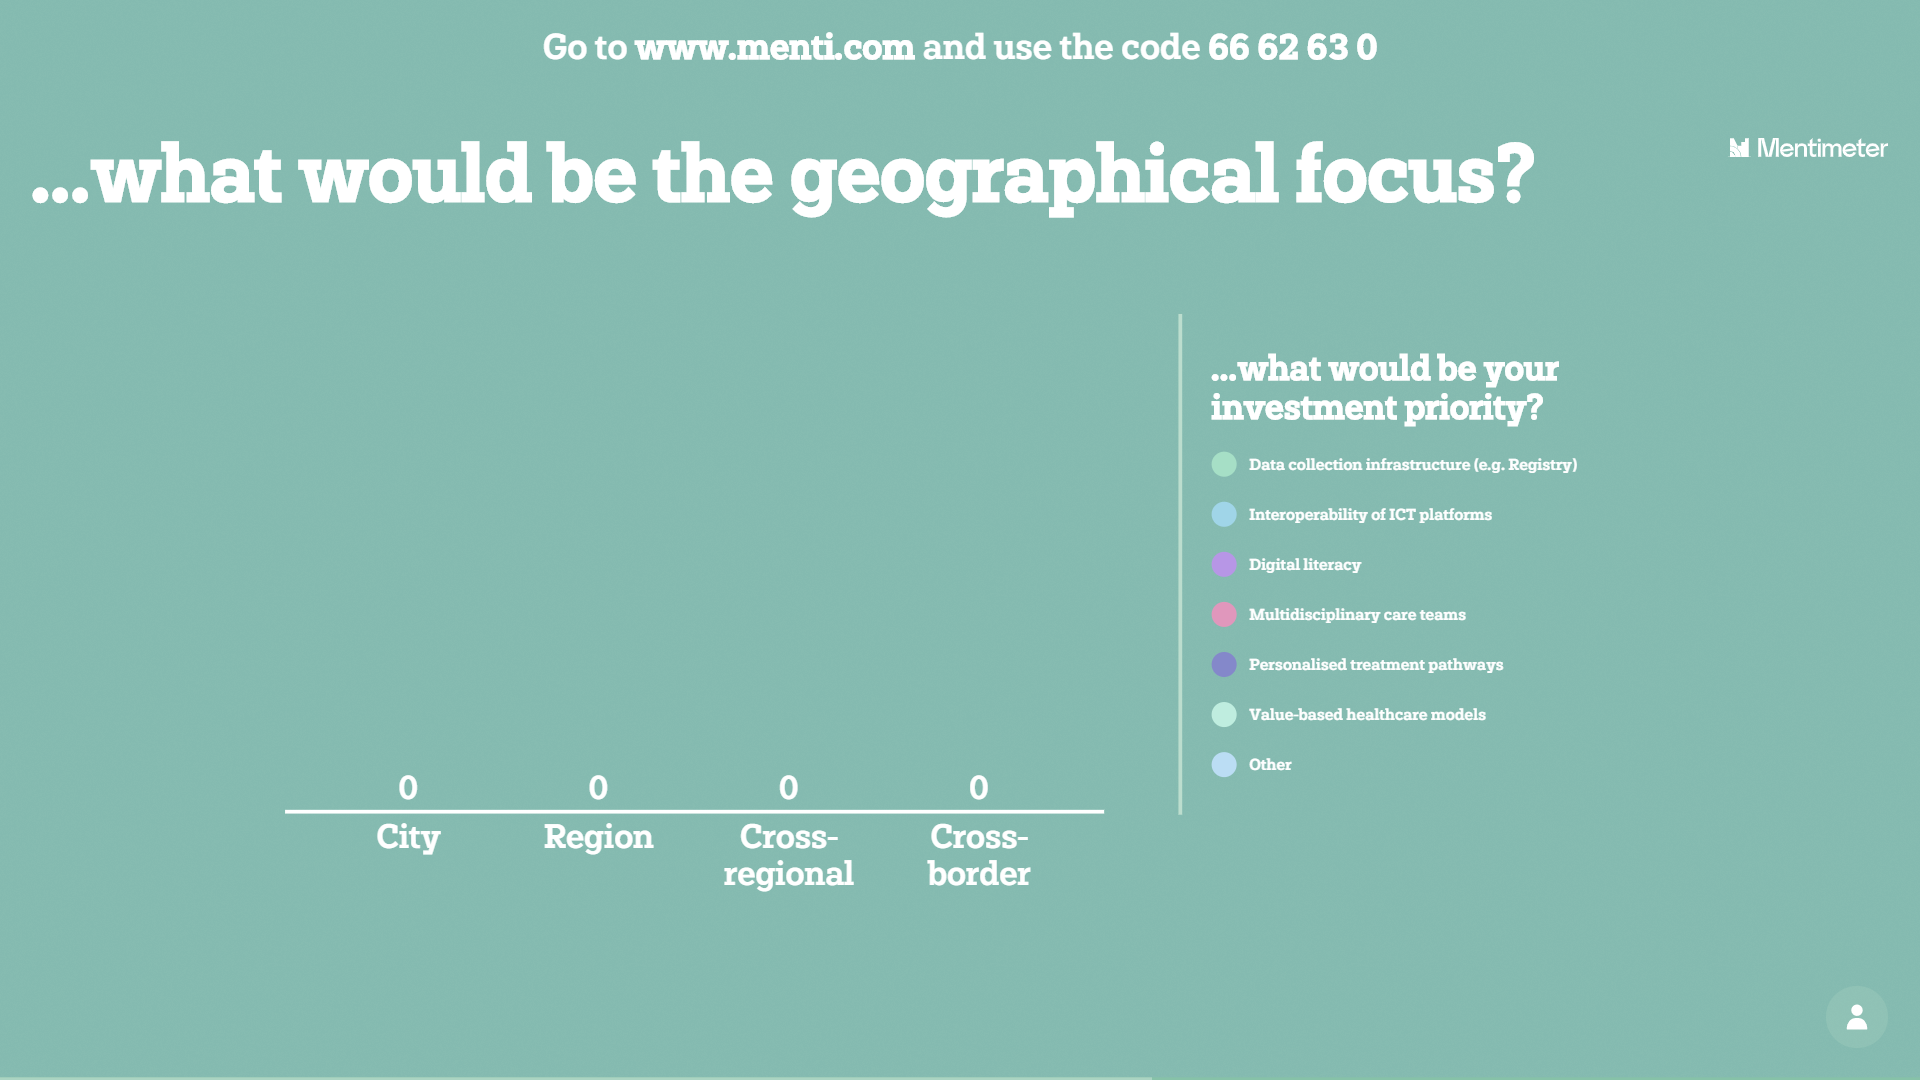 Go to www.menti.com and use the code 66 62 63 0
...what would be the geographical focus?
Mentimeter
...what would be your
investment priority?
Data collection infrastructure (e.g. Registry)
Interoperability of ICT platforms
Digital literacy
Multidisciplinary care teams
Personalised treatment pathways
Value-based healthcare models
Other
0 0 0 0
City Region Cross- Cross-
regional border